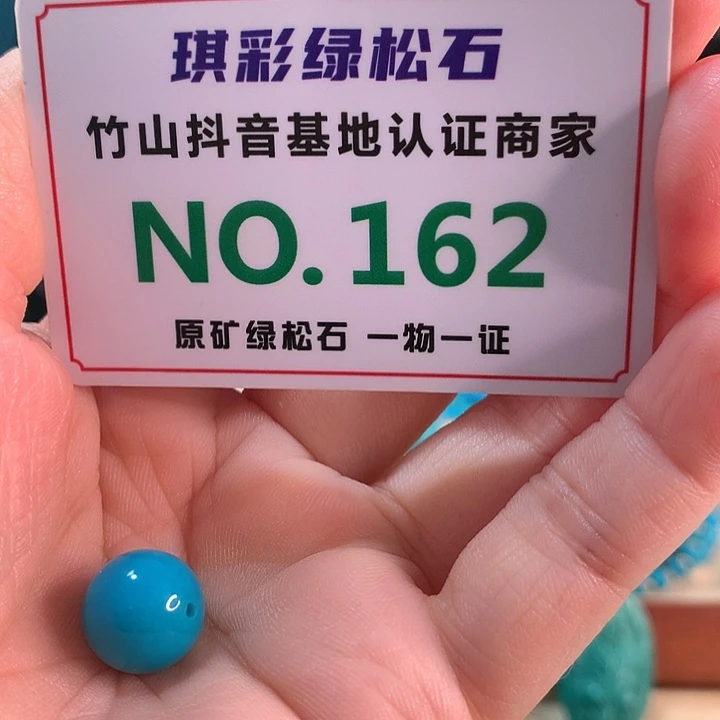 琪彩绿松石
竹山抖音基地认证商家
NO.162
原矿绿松石 一物一证